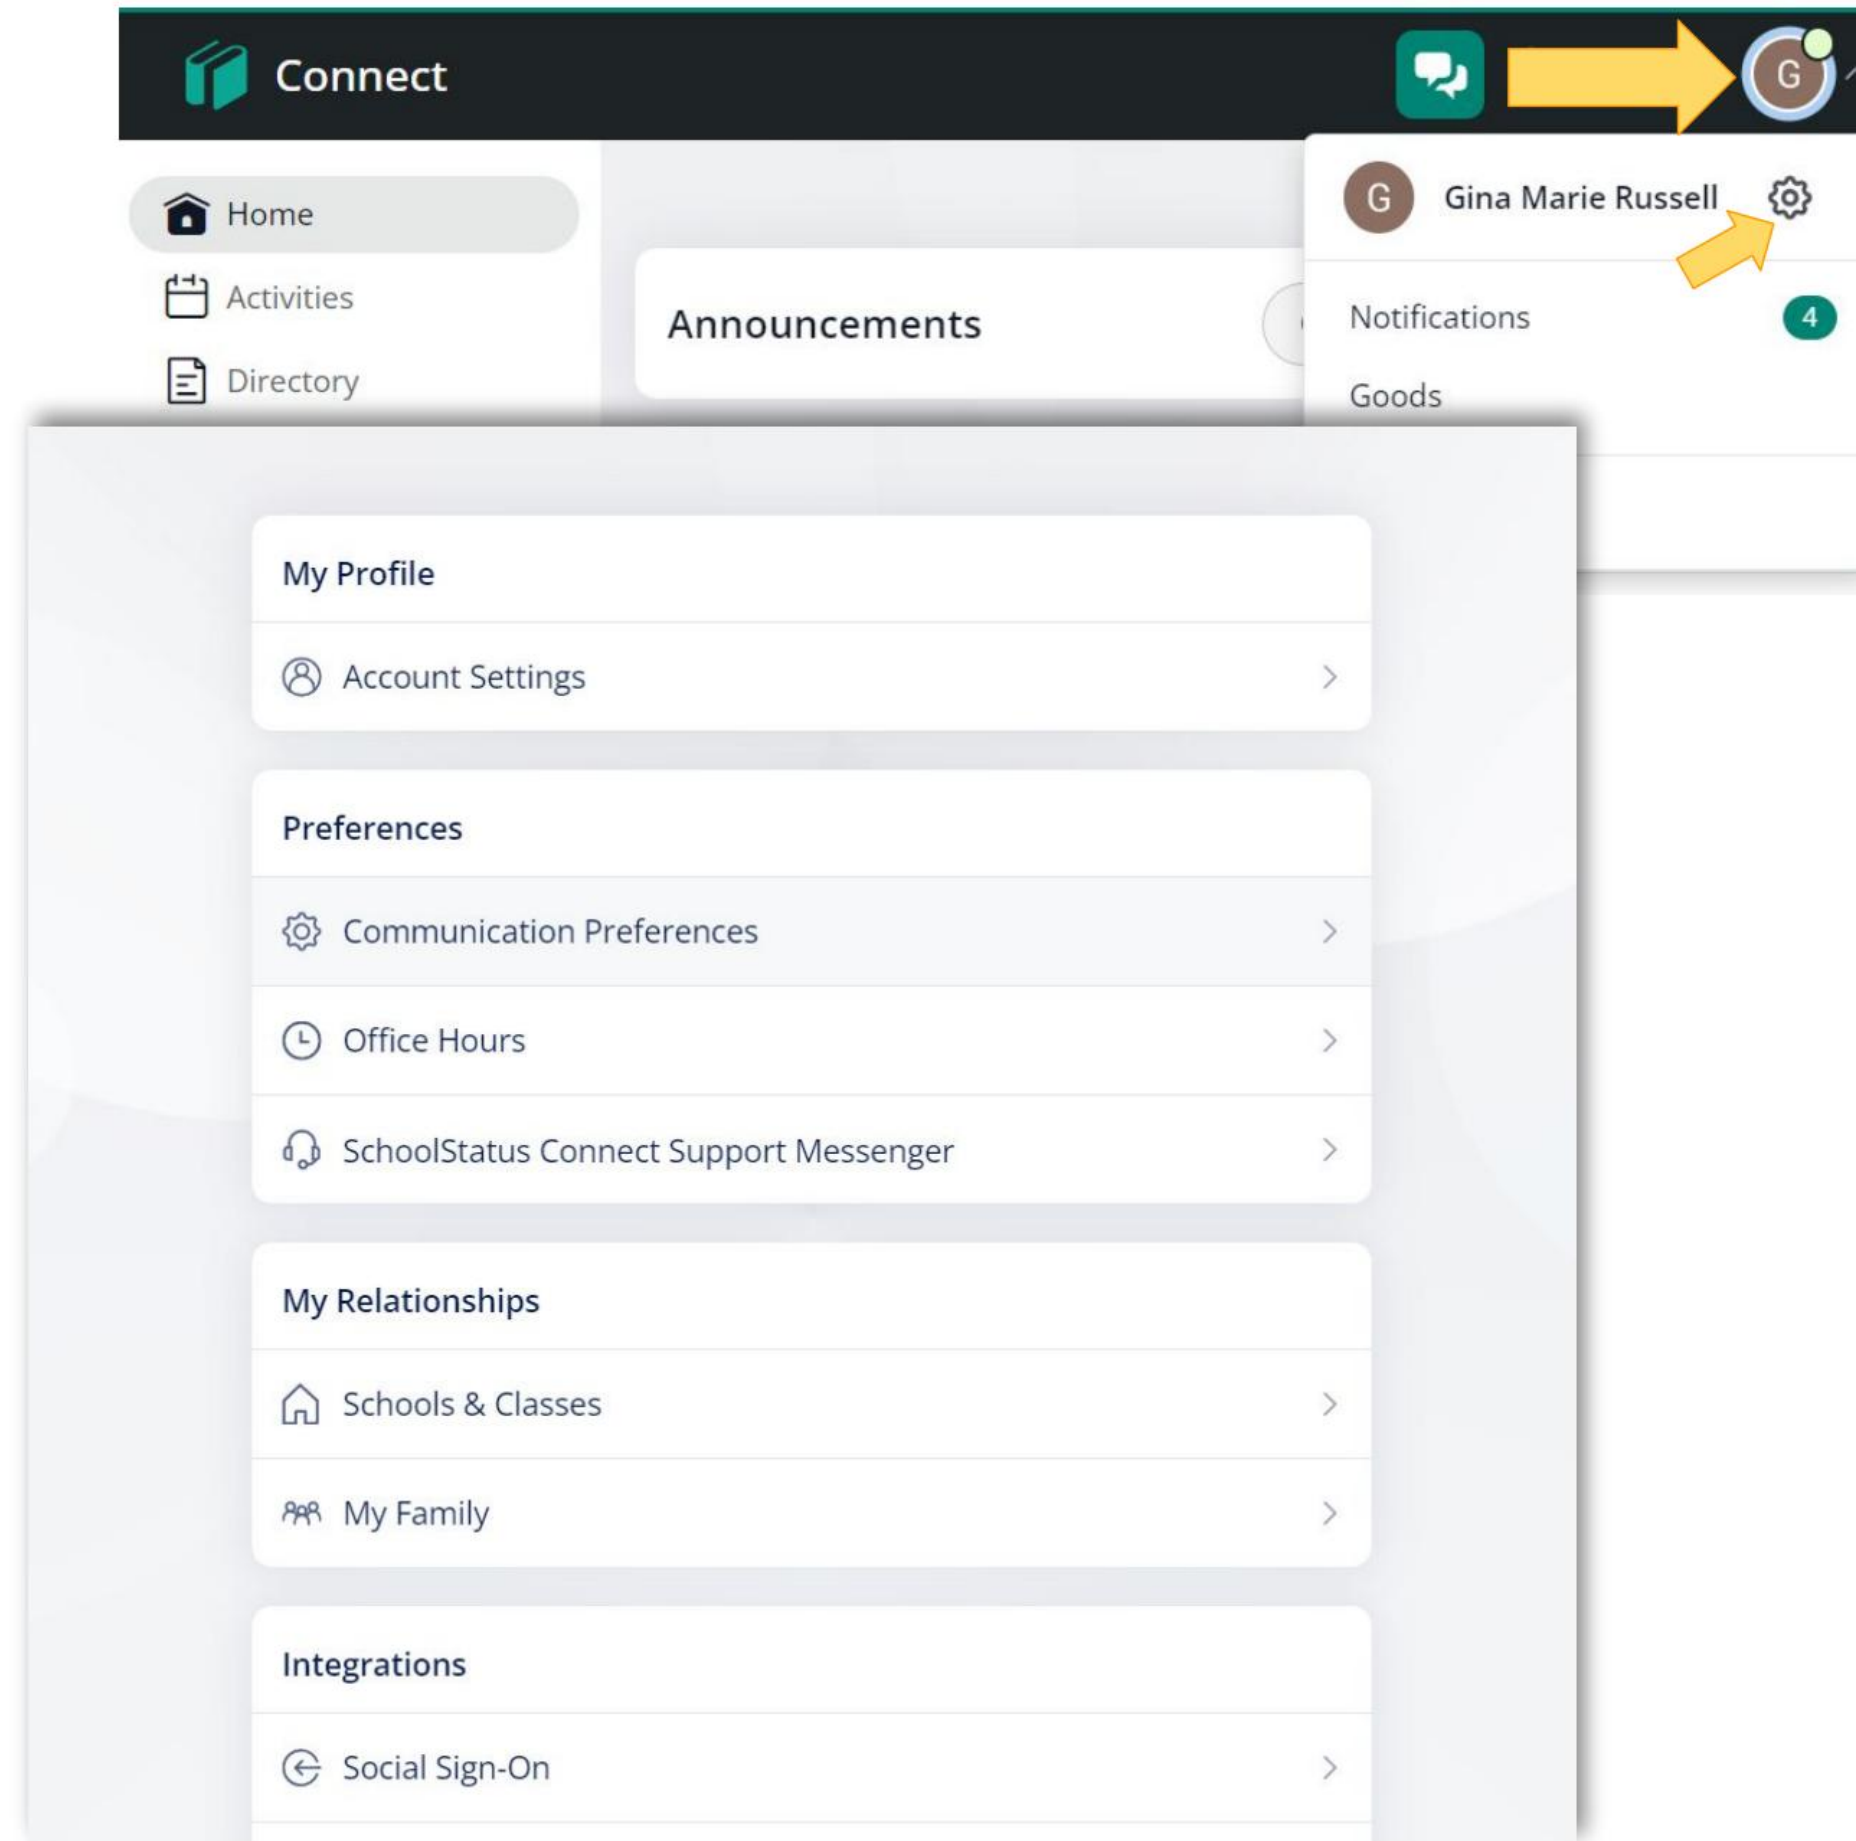 Connect
G
Home
Activities
Directory
Announcements
G Gina Marie Russell
Notifications 4
Goods
My Profile
Account Settings
Preferences
Communication Preferences
Office Hours
SchoolStatus Connect Support Messenger
My Relationships
Schools & Classes
My Family
Integrations
Social Sign-On